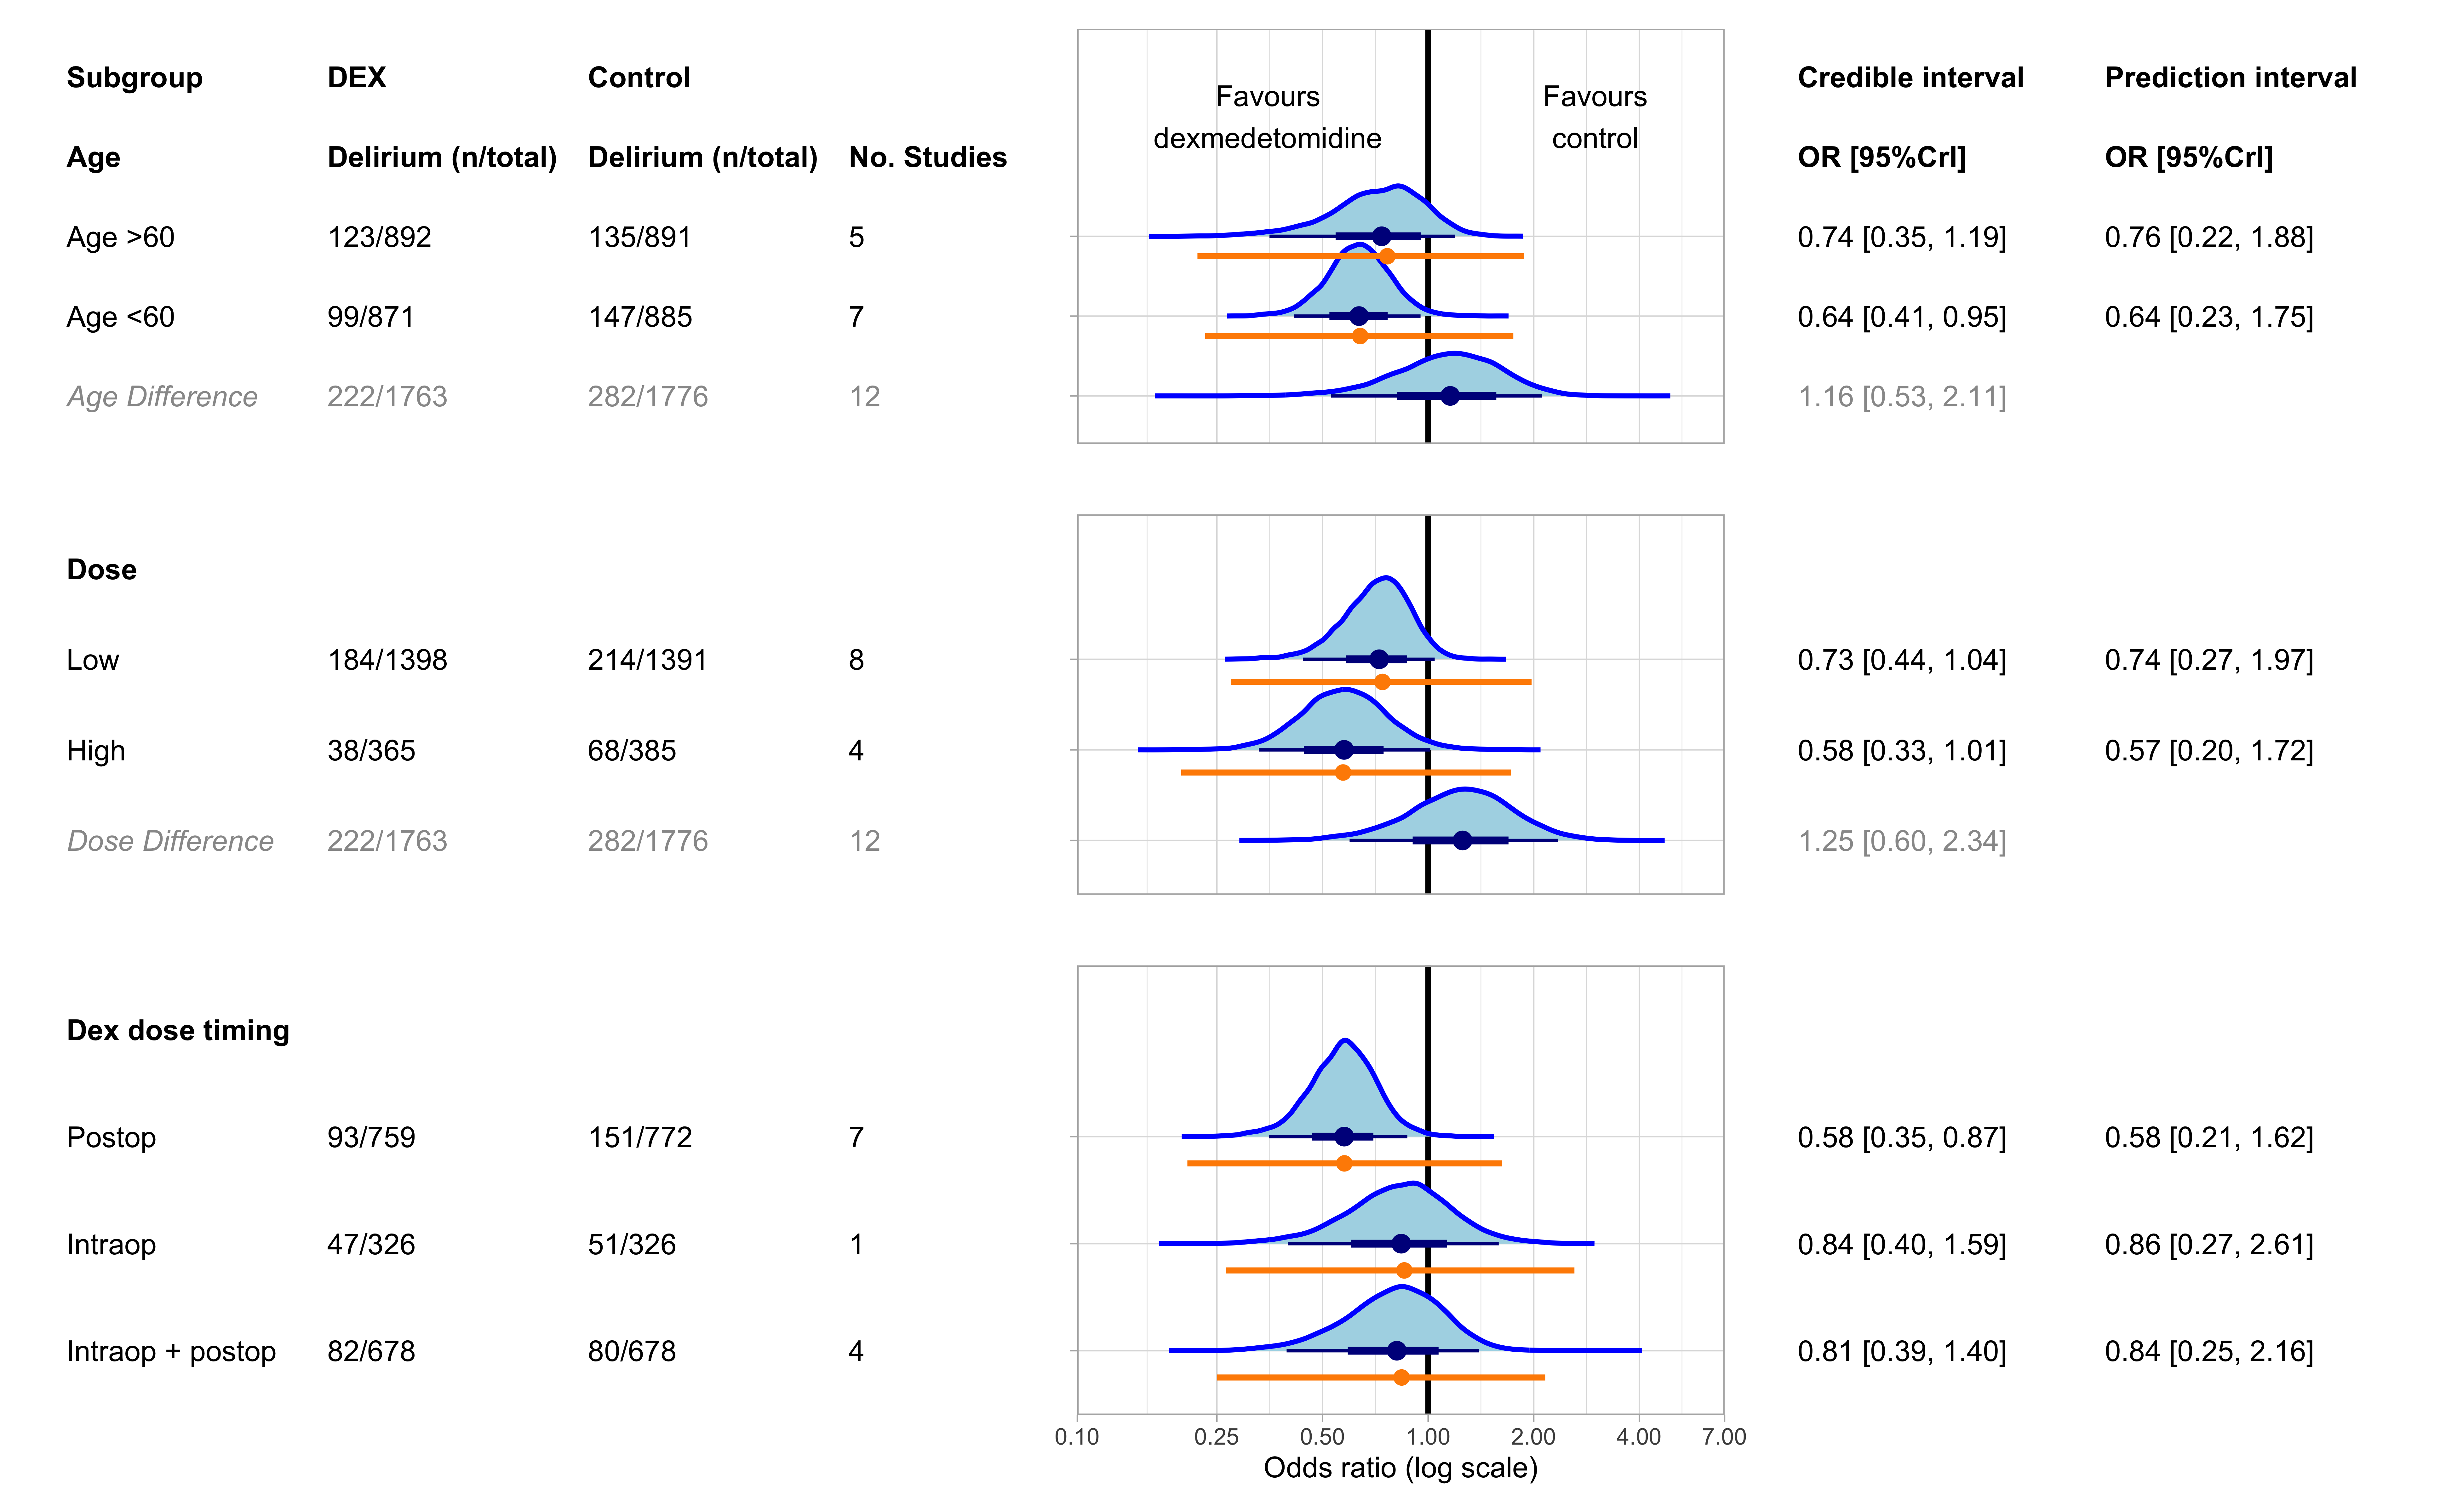 Subgroup DEX Control Favours dexmedetomidine Favours control Credible interval Prediction interval
Age Delirium (n/total) Delirium (n/total) No. Studies OR [95%CrI] OR [95%CrI]
Age >60 123/892 135/891 5 0.74 [0.35, 1.19] 0.76 [0.22, 1.88]
Age <60 99/871 147/885 7 0.64 [0.41, 0.95] 0.64 [0.23, 1.75]
Age Difference 222/1763 282/1776 12 1.16 [0.53, 2.11]
Dose
Low 184/1398 214/1391 8 0.73 [0.44, 1.04] 0.74 [0.27, 1.97]
High 38/365 68/385 4 0.58 [0.33, 1.01] 0.57 [0.20, 1.72]
Dose Difference 222/1763 282/1776 12 1.25 [0.60, 2.34]
Dex dose timing
Postop 93/759 151/772 7 0.58 [0.35, 0.87] 0.58 [0.21, 1.62]
Intraop 47/326 51/326 1 0.84 [0.40, 1.59] 0.86 [0.27, 2.61]
Intraop + postop 82/678 80/678 4 0.81 [0.39, 1.40] 0.84 [0.25, 2.16]
0.10 0.25 0.50 1.00 2.00 4.00 7.00
Odds ratio (log scale)